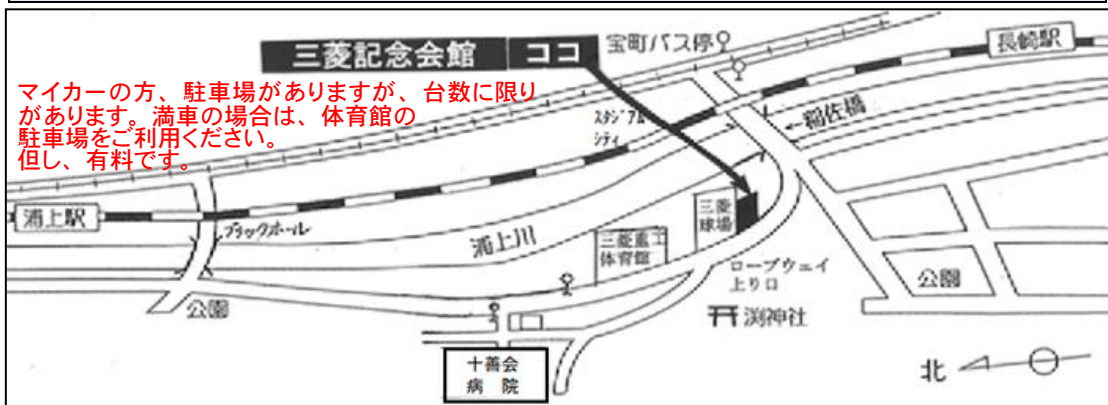 三菱記念会館 ココ
宝町バス停
長崎駅
マイカーの方、駐車場がありますが、台数に限り
があります。満車の場合は、体育館の
駐車場をご利用ください。
但し、有料です。
スタジアム
シティ
稲佐橋
浦上駅
ブラックホール
浦上川
三菱重工
体育館
三菱
球場
ロープウェイ
上り口
公園
公園
渕神社
十善会
病 院
北